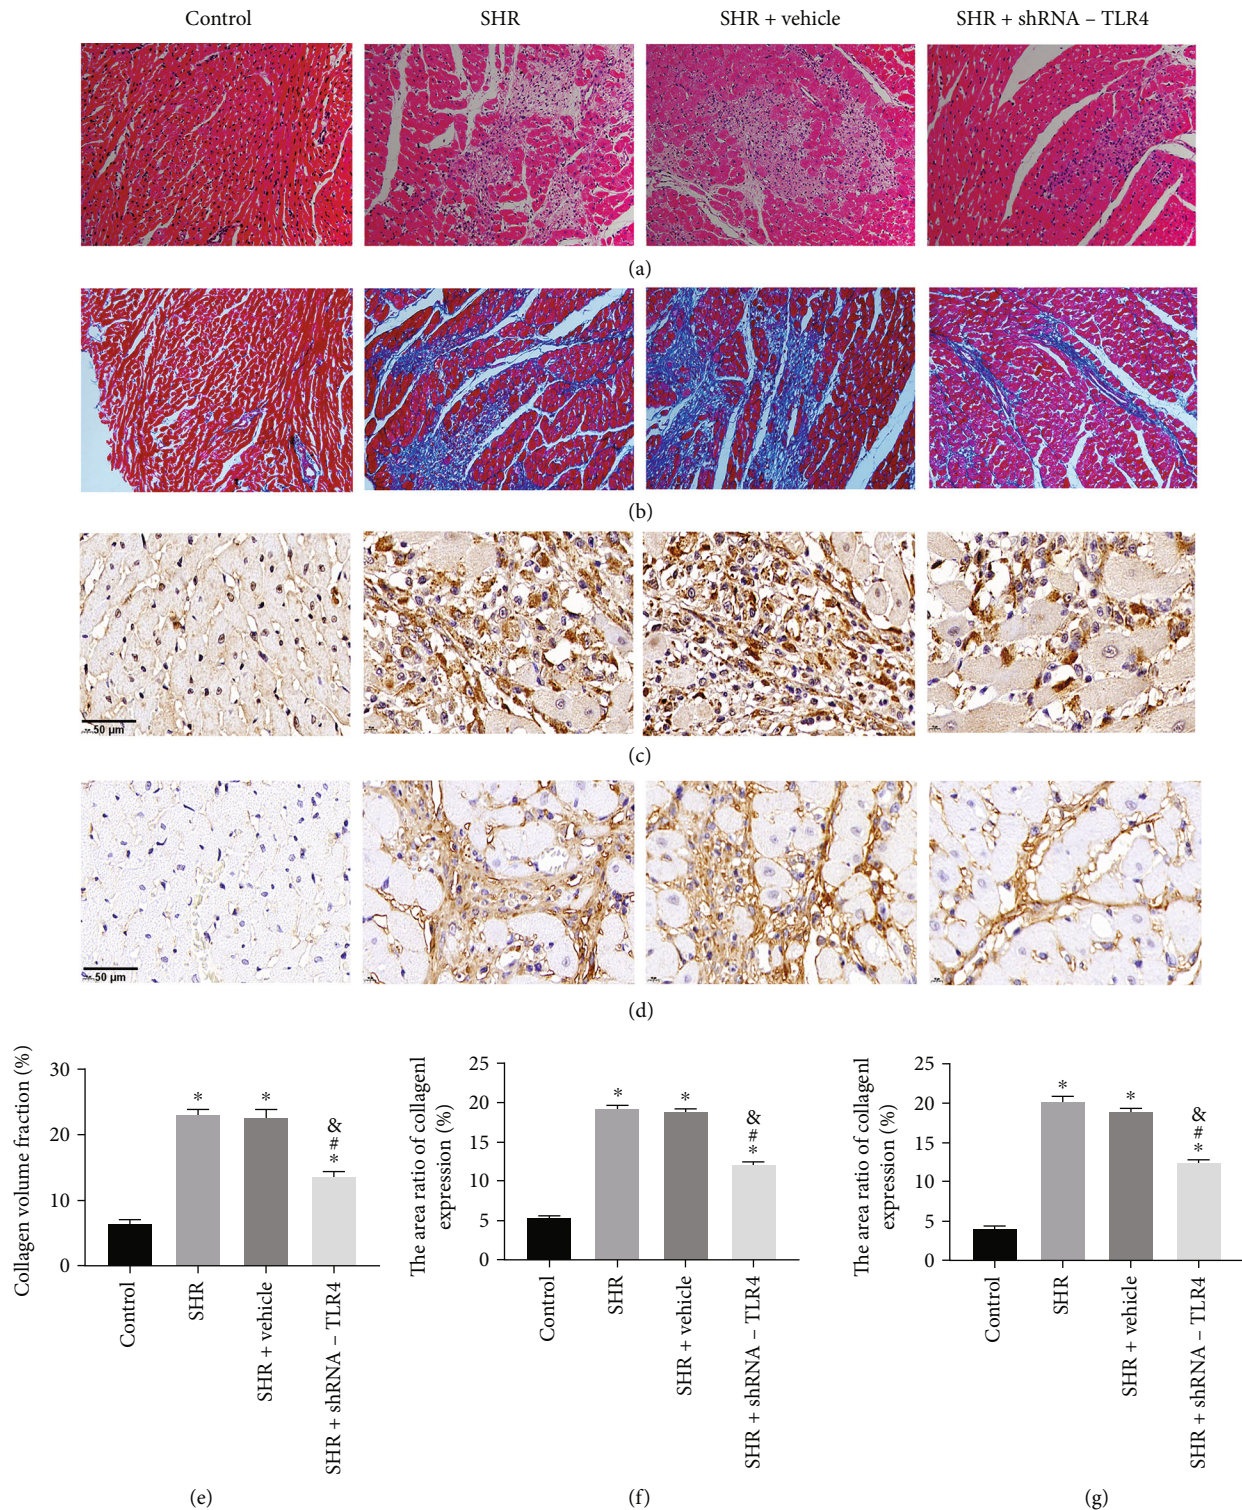 Control
SHR
SHR + vehicle
SHR + shRNA – TLR4
(a)
(b)
50 µm
(c)
50 µm
(d)
Collagen volume fraction (%)
30
20
10
0
*
*
&
#
*
Control
SHR
SHR + vehicle
SHR + shRNA – TLR4
(e)
The area ratio of collagenI
expression (%)
25
20
15
10
5
0
*
*
&
#
*
Control
SHR
SHR + vehicle
SHR + shRNA – TLR4
(f)
The area ratio of collagenI
expression (%)
25
20
15
10
5
0
*
*
&
#
*
Control
SHR
SHR + vehicle
SHR + shRNA – TLR4
(g)